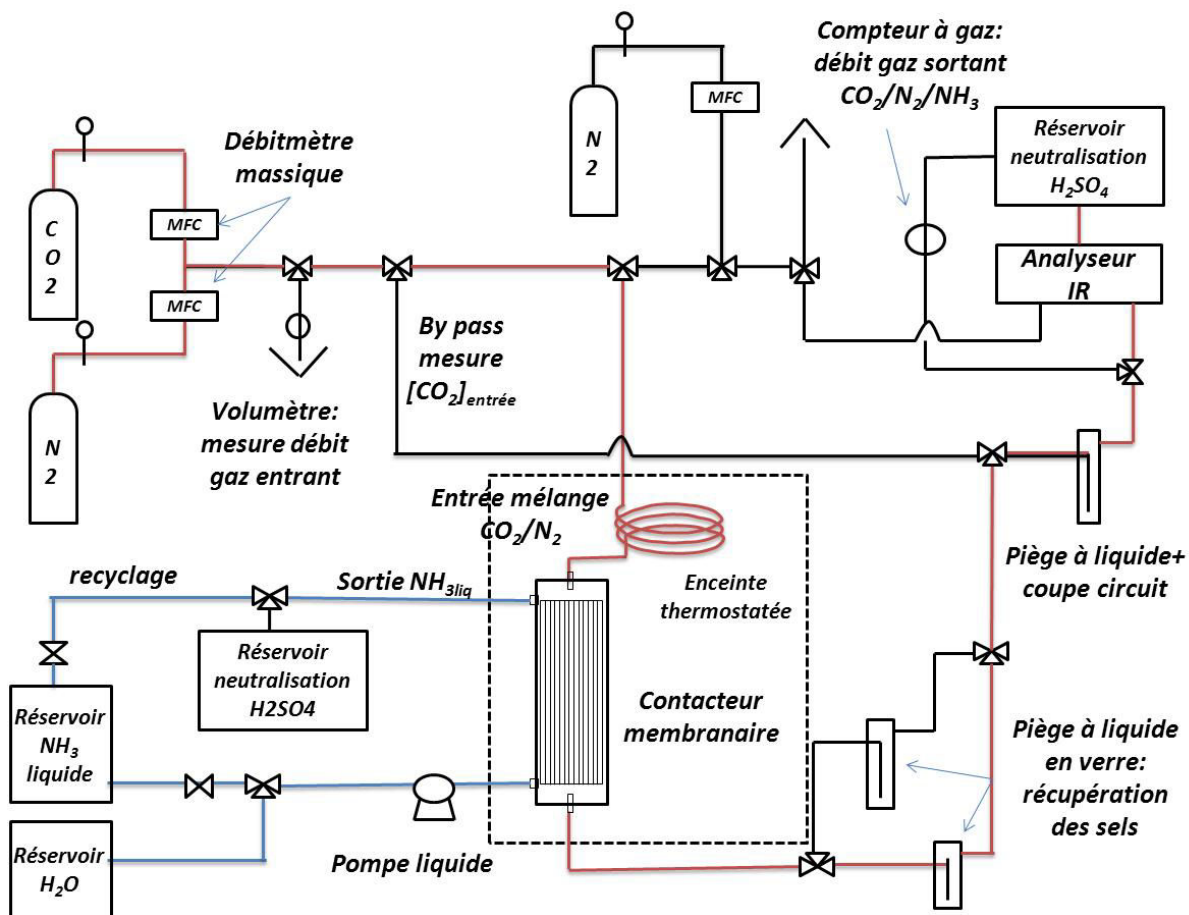 Compteur à gaz:
débit gaz sortant
CO2/N2/NH3
MFC
N
2
Débitmètre
massique
Réservoir
neutralisation
H2SO4
C
O2
MFC
MFC
Analyseur
IR
By pass
mesure
[CO2]entrée
N
2
Volumètre:
mesure débit
gaz entrant
Entrée mélange
CO2/N2
Piège à liquide+
coupe circuit
recyclage
Sortie NH3liq
Enceinte
thermostatée
Réservoir
neutralisation
H2SO4
Réservoir
NH3
liquide
Contacteur
membranaire
Piège à liquide
en verre:
récupération
des sels
Réservoir
H2O
Pompe liquide